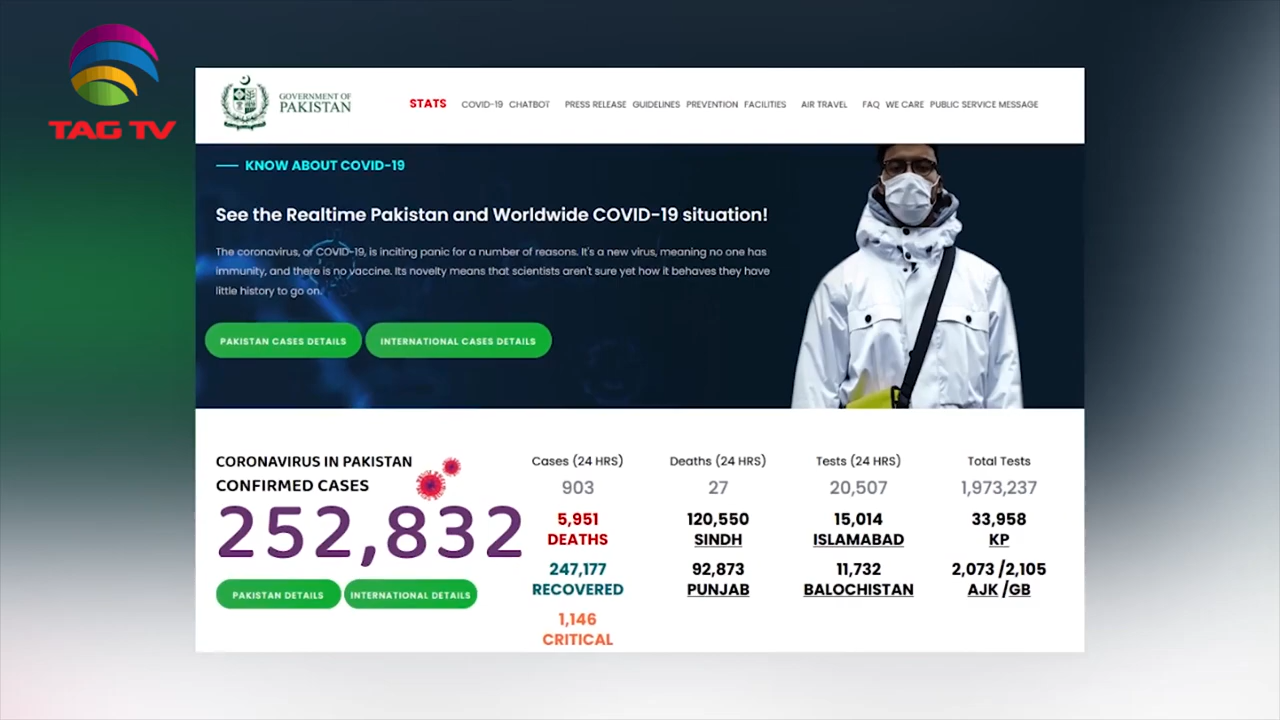 TAG TV
GOVERNMENT OF
PAKISTAN
STATS COVID-19 CHATBOT PRESS RELEASE GUIDELINES PREVENTION FACILITIES AIR TRAVEL FAQ WE CARE PUBLIC SERVICE MESSAGE
KNOW ABOUT COVID-19
See the Realtime Pakistan and Worldwide COVID-19 situation!
The coronavirus, or COVID-19, is inciting panic for a number of reasons. It's a new virus, meaning no one has
immunity, and there is no vaccine. Its novelty means that scientists aren't sure yet how it behaves they have
little history to go on.
PAKISTAN CASES DETAILS INTERNATIONAL CASES DETAILS
CORONAVIRUS IN PAKISTAN
CONFIRMED CASES
252,832
PAKISTAN DETAILS INTERNATIONAL DETAILS
Cases (24 HRS) Deaths (24 HRS) Tests (24 HRS) Total Tests
903 27 20,507 1,973,237
5,951 120,550 15,014 33,958
DEATHS SINDH ISLAMABAD KP
247,177 92,873 11,732 2,073 /2,105
RECOVERED PUNJAB BALOCHISTAN AJK /GB
1,146
CRITICAL